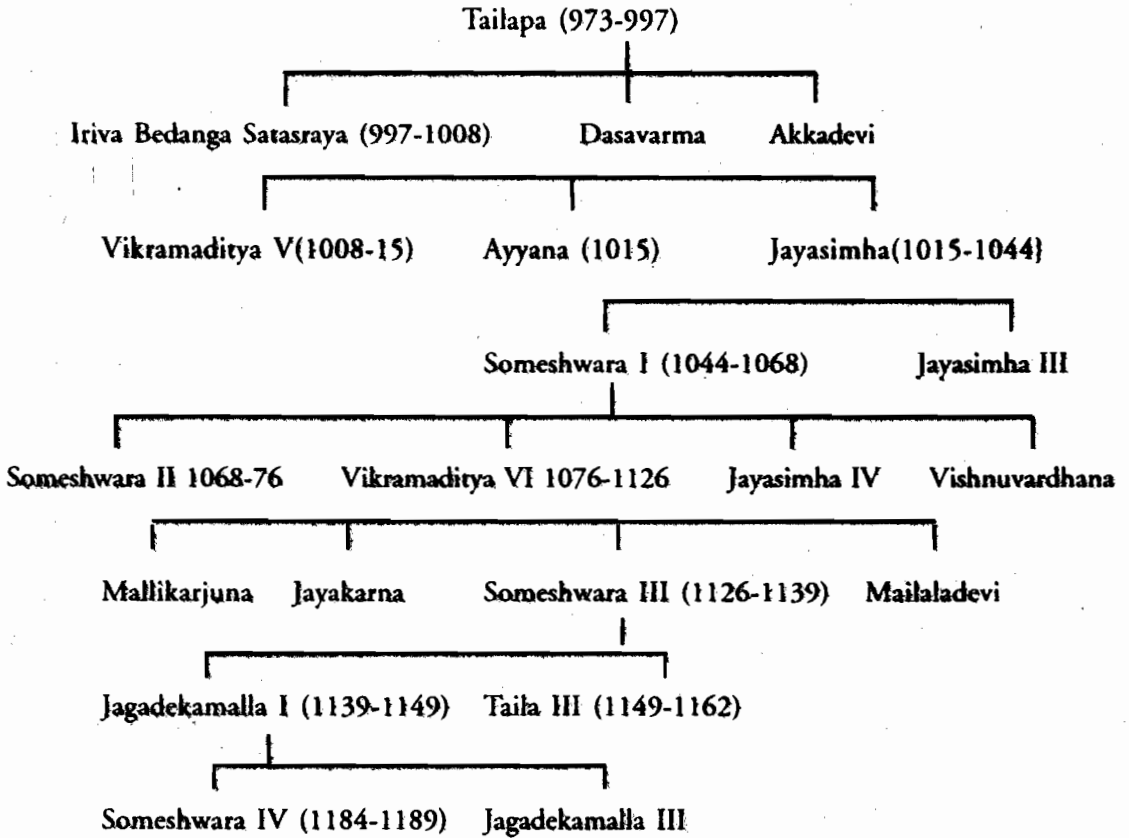 Tailapa (973-997)
Iriva Bedanga Satasraya (997-1008) Dasavarma Akkadevi
Vikramaditya V(1008-15) Ayyana (1015) Jayasimha(1015-1044}
Someshwara I (1044-1068) Jayasimha III
Someshwara II 1068-76 Vikramaditya VI 1076-1126 Jayasimha IV Vishnuvardhana
Mallikarjuna Jayakarna Someshwara III (1126-1139) Mailaladevi
Jagadekamalla I (1139-1149) Taila III (1149-1162)
Someshwara IV (1184-1189) Jagadekamalla III